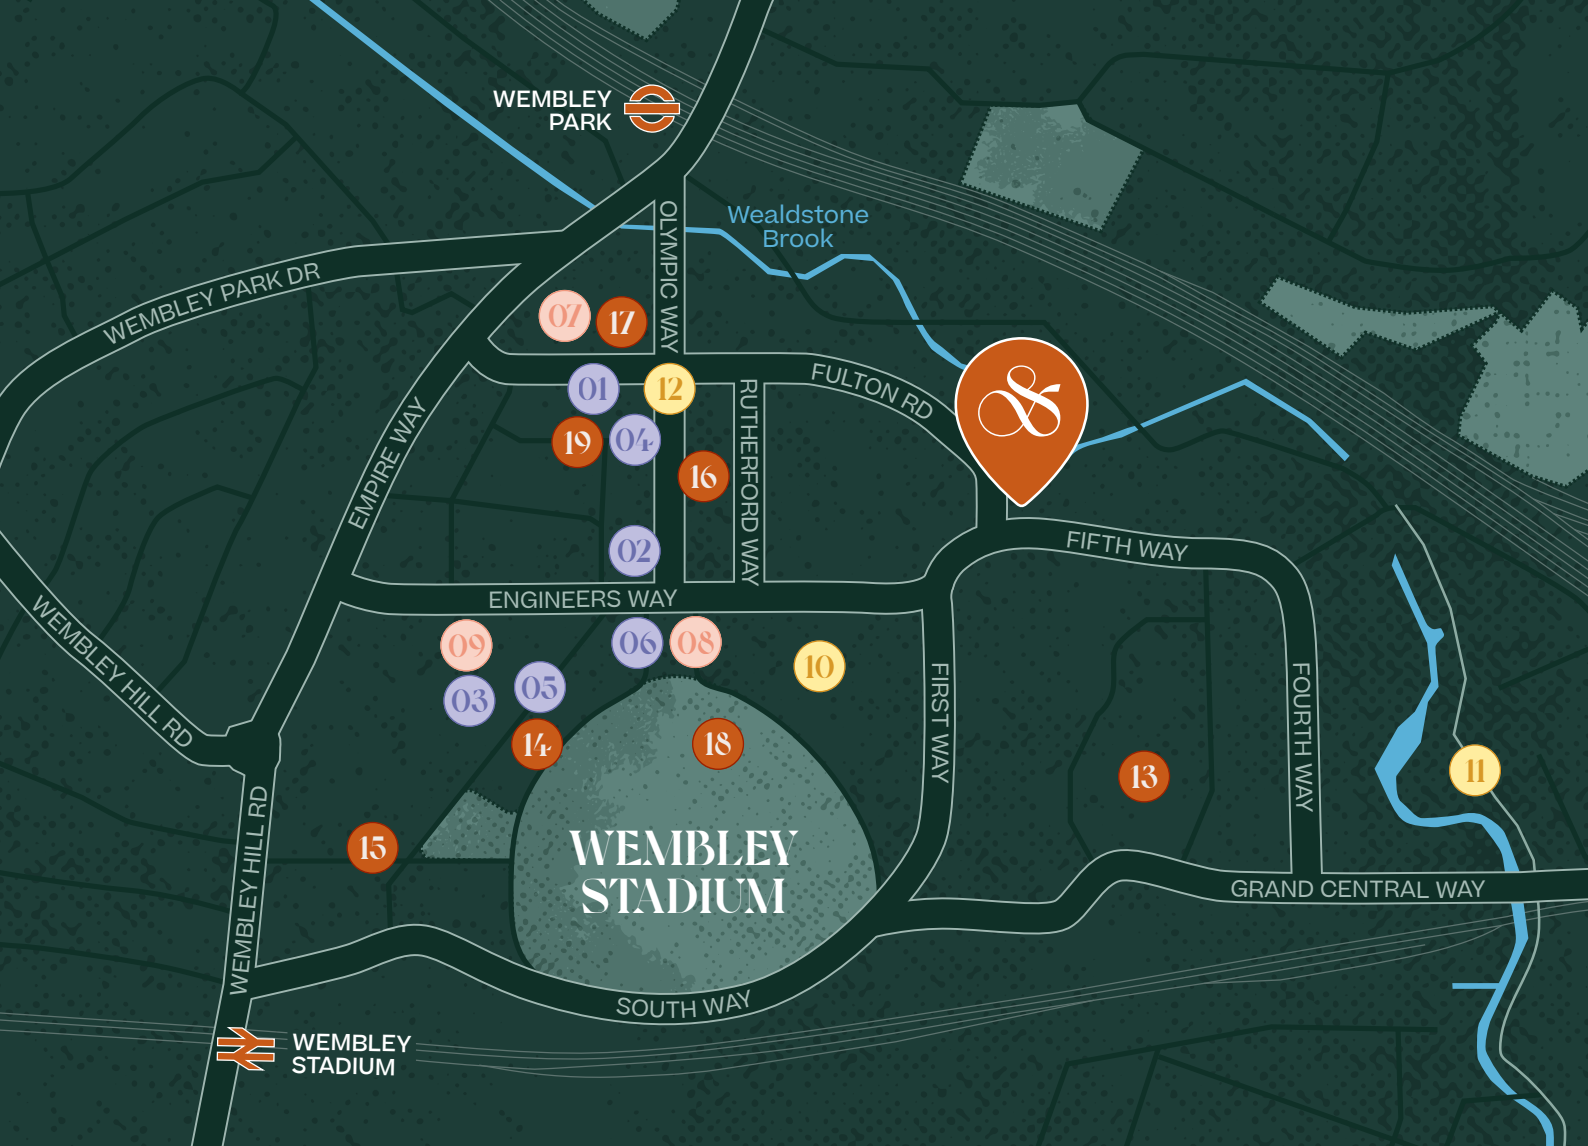 WEMBLEY
PARK
Wealdstone
Brook
OLYMPIC WAY
WEMBLEY PARK DR
07
17
01
12
FULTON RD
&
RUTHERFORD WAY
EMPIRE WAY
19
04
16
02
FIFTH WAY
ENGINEERS WAY
WEMBLEY HILL RD
09
06
08
10
03
05
14
18
FIRST WAY
FOURTH WAY
13
11
WEMBLEY HILL RD
15
WEMBLEY
STADIUM
GRAND CENTRAL WAY
SOUTH WAY
WEMBLEY
STADIUM